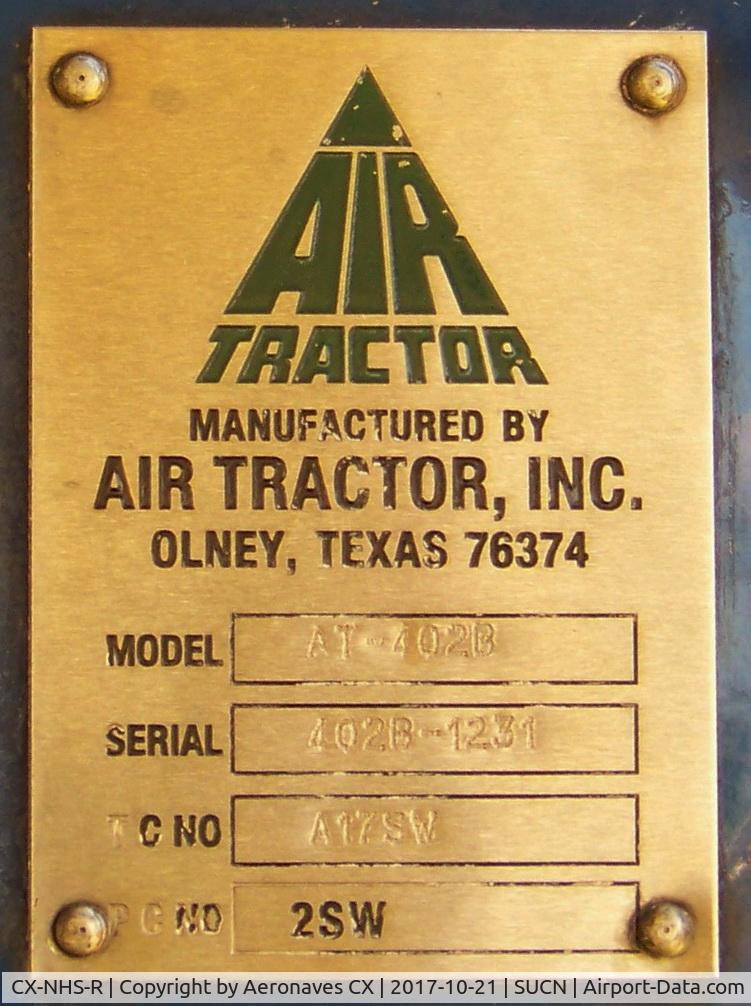 AIR
TRACTOR
MANUFACTURED BY
AIR TRACTOR, INC.
OLNEY, TEXAS 76374
MODEL AT-402B
SERIAL 402B-1231
T C NO A17SW
P C NO 2SW
CX-NHS-R | Copyright by Aeronaves CX | 2017-10-21 | SUCN | Airport-Data.com